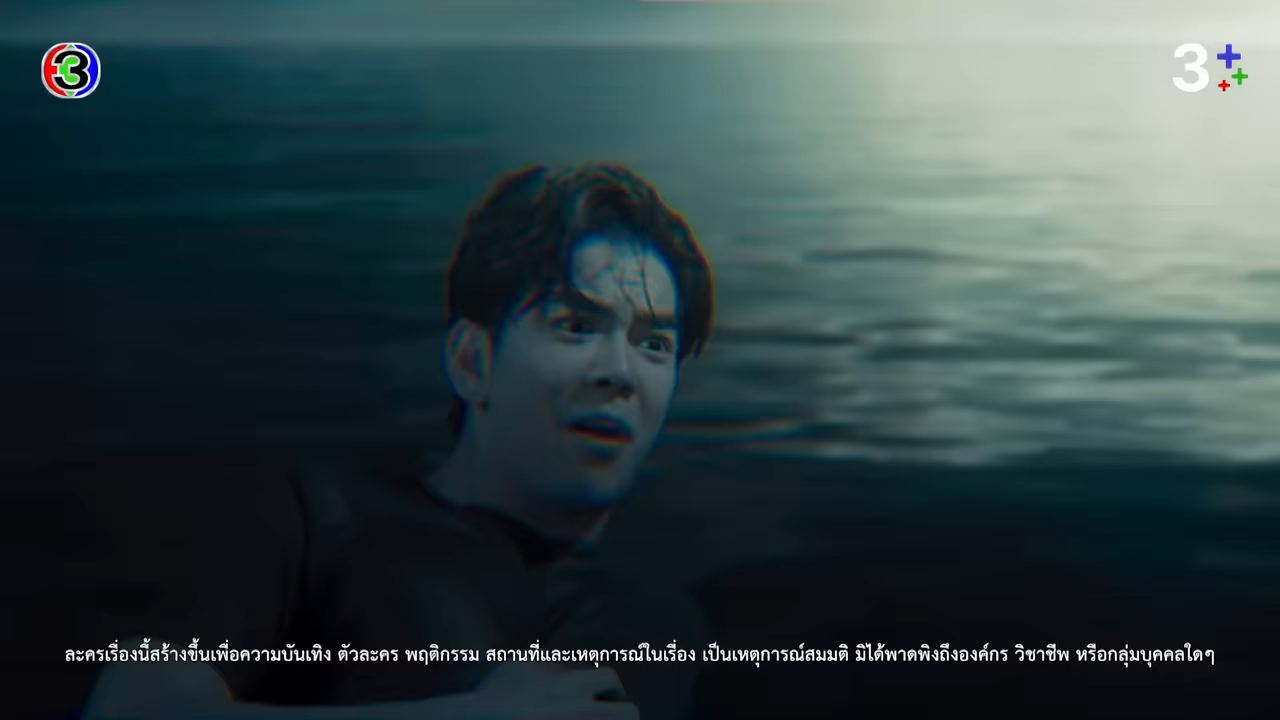 3
3+
ละครเรื่องนี้สร้างขึ้นเพื่อความบันเทิง ตัวละคร พฤติกรรม สถานที่และเหตุการณ์ในเรื่อง เป็นเหตุการณ์สมมติ มิได้พาดพิงถึงองค์กร วิชาชีพ หรือกลุ่มบุคคลใดๆ